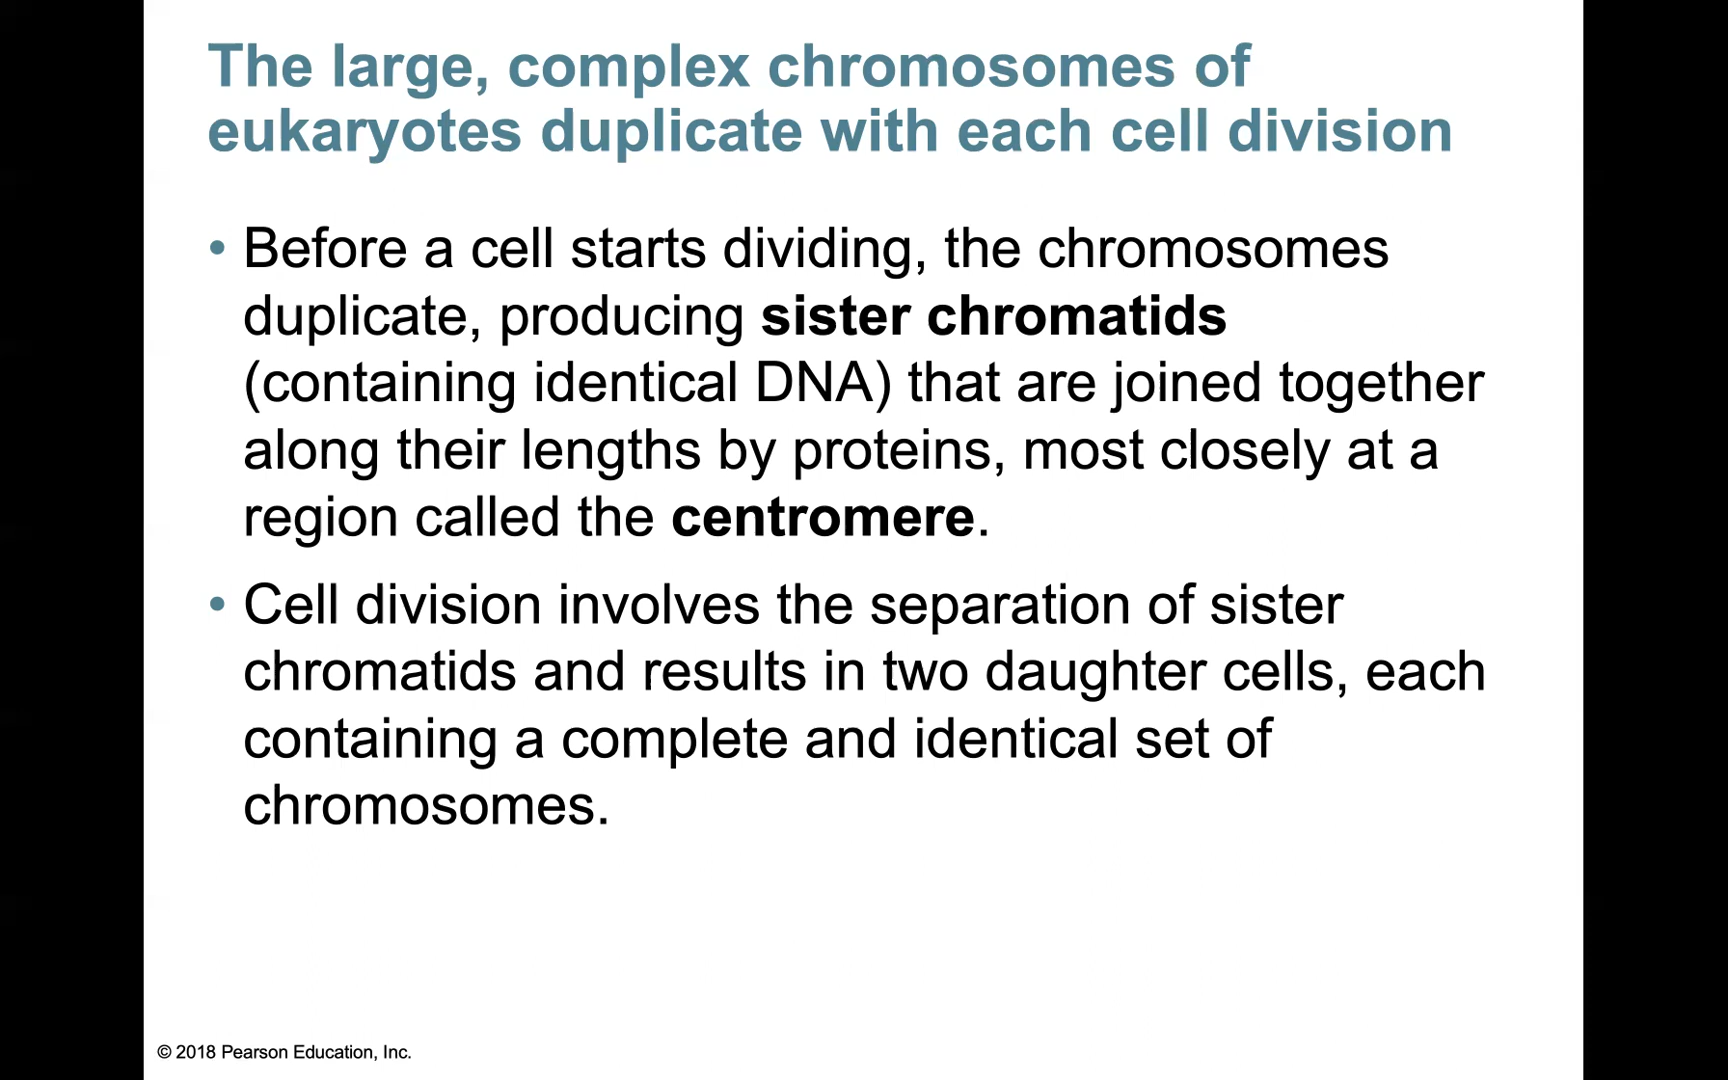 The large, complex chromosomes of
eukaryotes duplicate with each cell division
• Before a cell starts dividing, the chromosomes
duplicate, producing sister chromatids
(containing identical DNA) that are joined together
along their lengths by proteins, most closely at a
region called the centromere.
• Cell division involves the separation of sister
chromatids and results in two daughter cells, each
containing a complete and identical set of
chromosomes.
© 2018 Pearson Education, Inc.